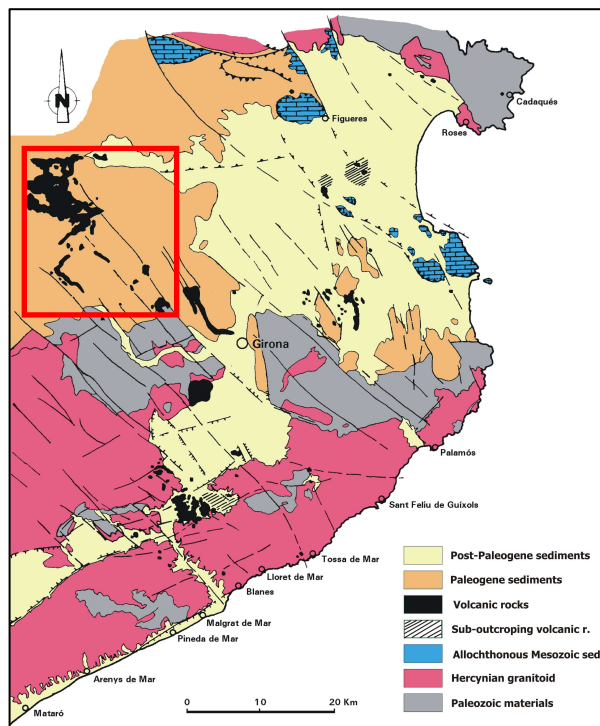 N
Figueres
Cadaqués
Roses
Girona
Palamós
Sant Feliu de Guíxols
Tossa de Mar
Lloret de Mar
Blanes
Malgrat de Mar
Pineda de Mar
Arenys de Mar
Mataró
Post-Paleogene sediments
Paleogene sediments
Volcanic rocks
Sub-outcroping volcanic r.
Allochthonous Mesozoic sed
Hercynian granitoid
Paleozoic materials
0 10 20 Km